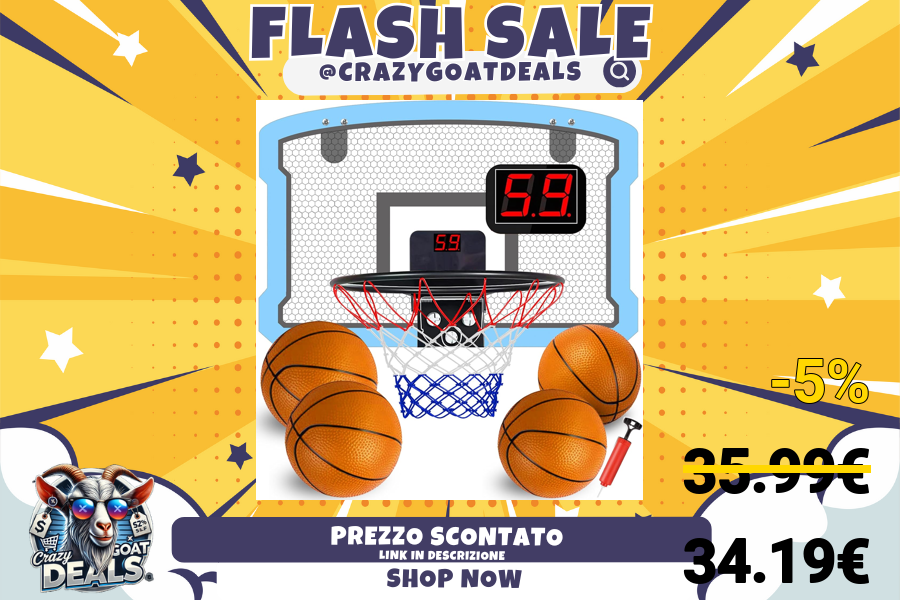 FLASH SALE
@CRAZYGOATDEALS
59
59
-5%
35.99€
34.19€
$
Crazy
GOAT
DEALS
PREZZO SCONTATO
LINK IN DESCRIZIONE
SHOP NOW